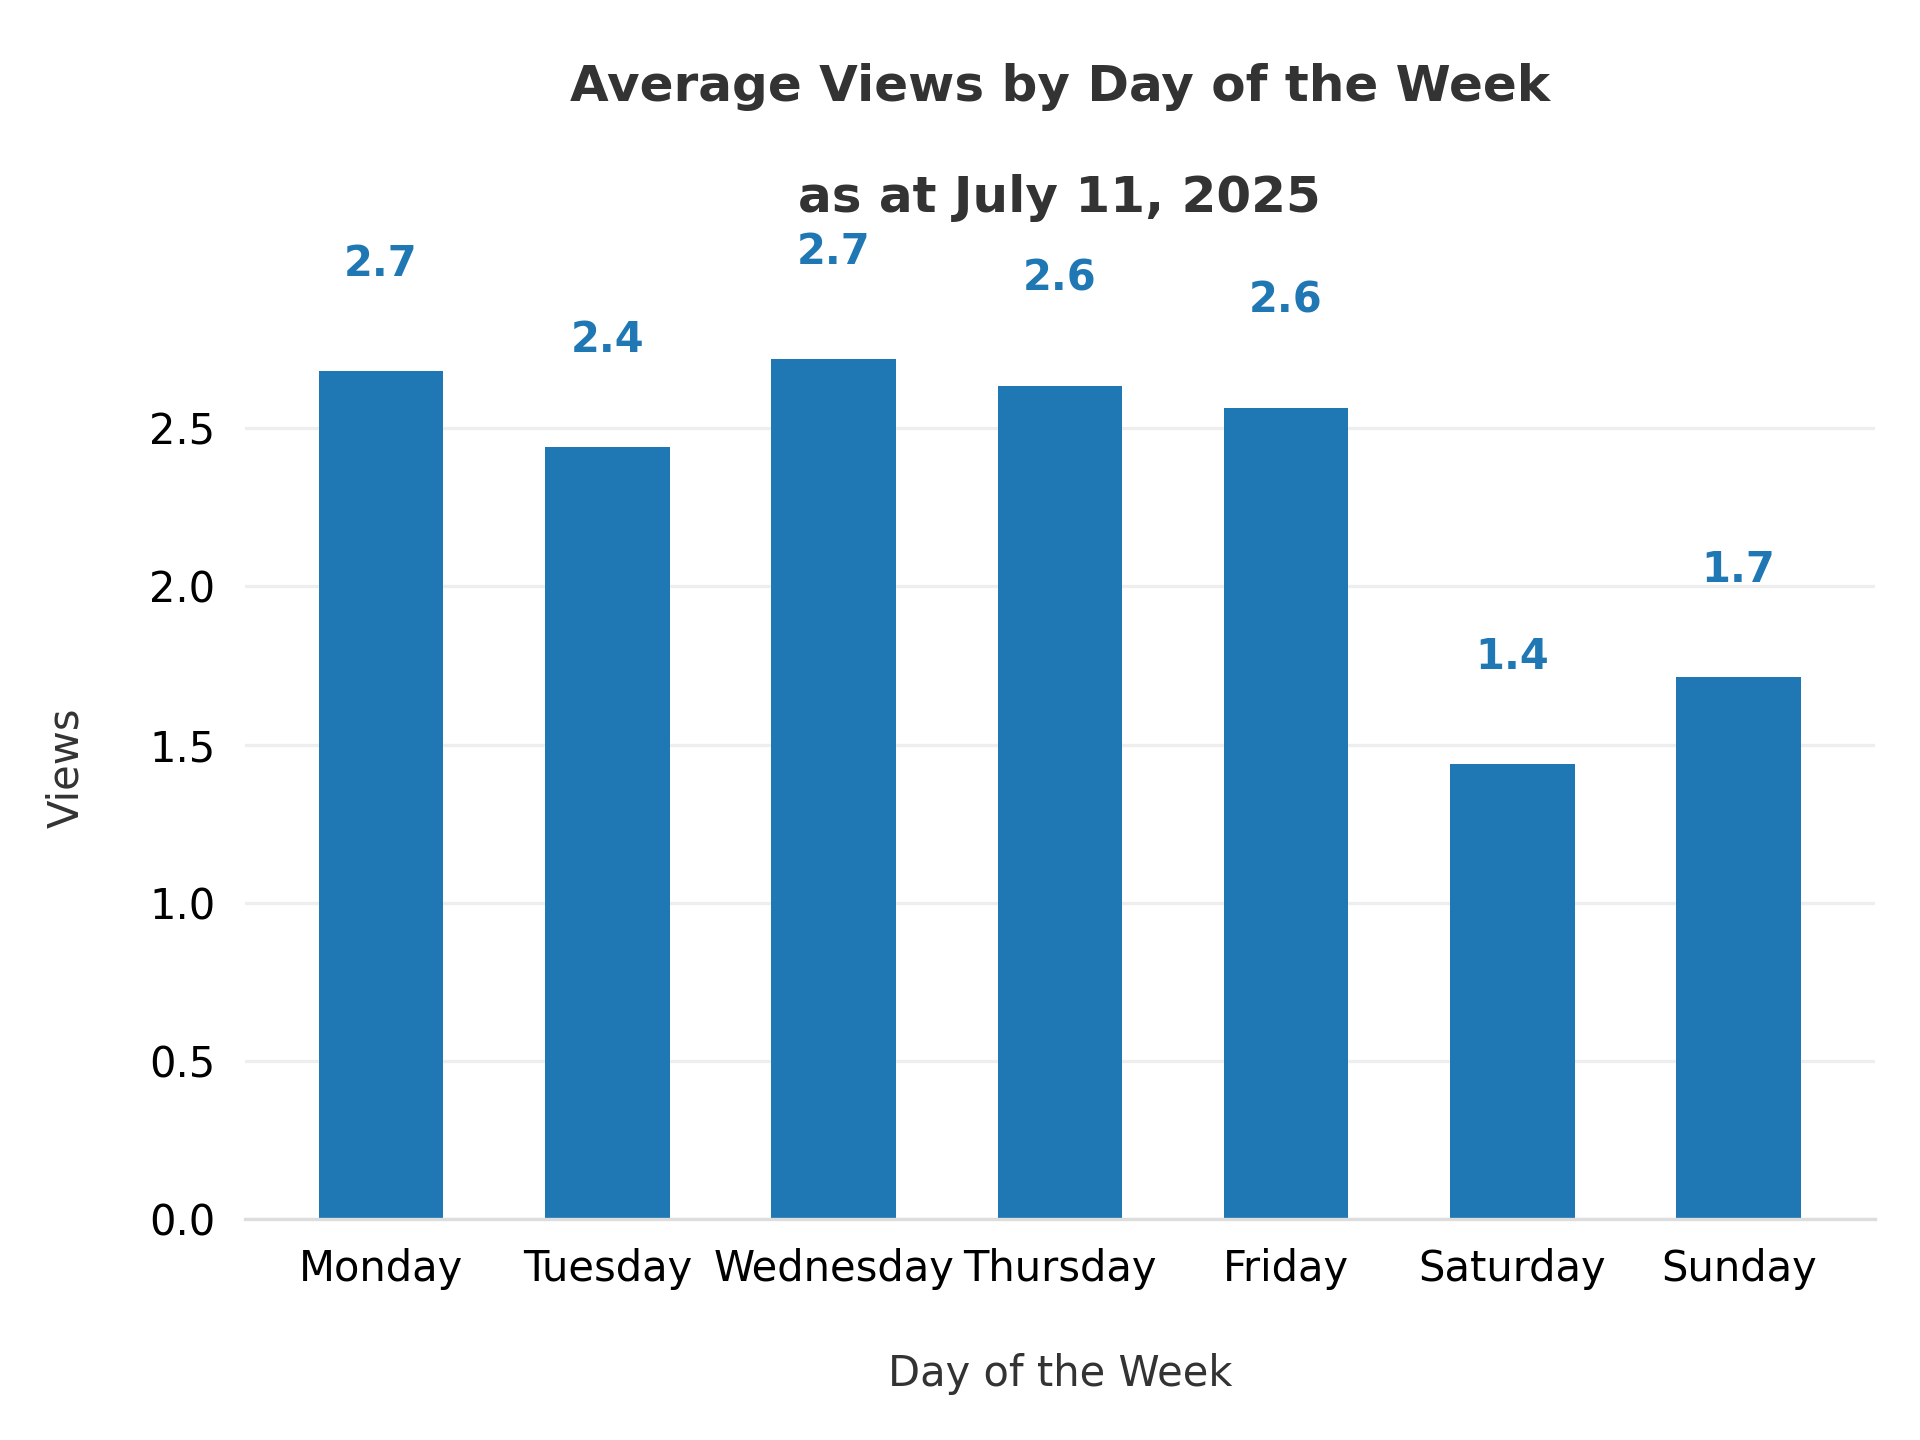 Average Views by Day of the Week
as at July 11, 2025
2.7
2.4
2.7
2.6
2.6
1.4
1.7
2.5
2.0
1.5
1.0
0.5
0.0
Views
Monday Tuesday Wednesday Thursday Friday Saturday Sunday
Day of the Week